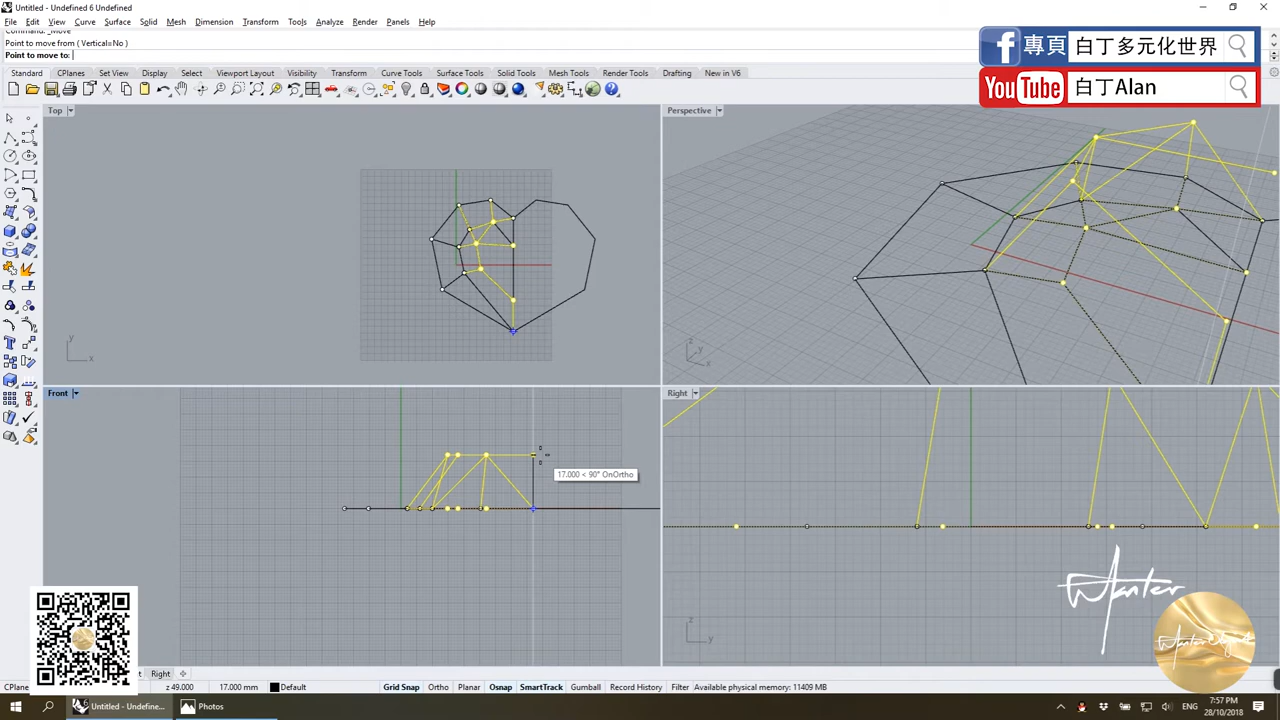 Untitled - Undefined 6 Undefined
File Edit View Curve Surface Solid Mesh Dimension Transform Tools Analyze Render Panels Help
Command: _Move
Point to move from ( Vertical=No )
Point to move to:
專頁 白丁多元化世界
YouTube 白丁Alan
Standard CPlanes Set View Display Select Viewport Layout Visibility Transform Curve Tools Surface Tools Solid Tools Mesh Tools Render Tools Drafting New in V6
Top
Perspective
y
x
z
y
x
Front
Right
17.000 < 90° OnOrtho
z
y
Right
CPlane
z 49.000 17.000 mm Default Grid Snap Ortho Planar Osnap SmartTrack Gumball Record History Filter Available physical memory: 11409 MB
Untitled - Undefine... Photos ENG 7:57 PM
28/10/2018